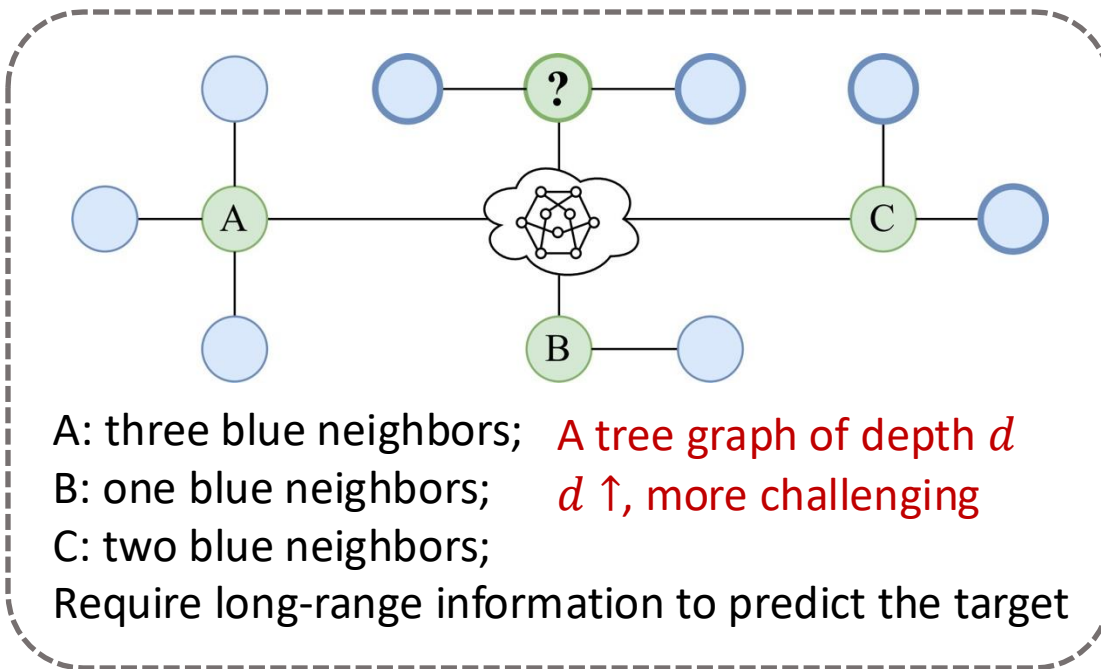 ?
A
C
B
A: three blue neighbors;
A tree graph of depth d
B: one blue neighbors;
d ↑, more challenging
C: two blue neighbors;
Require long-range information to predict the target